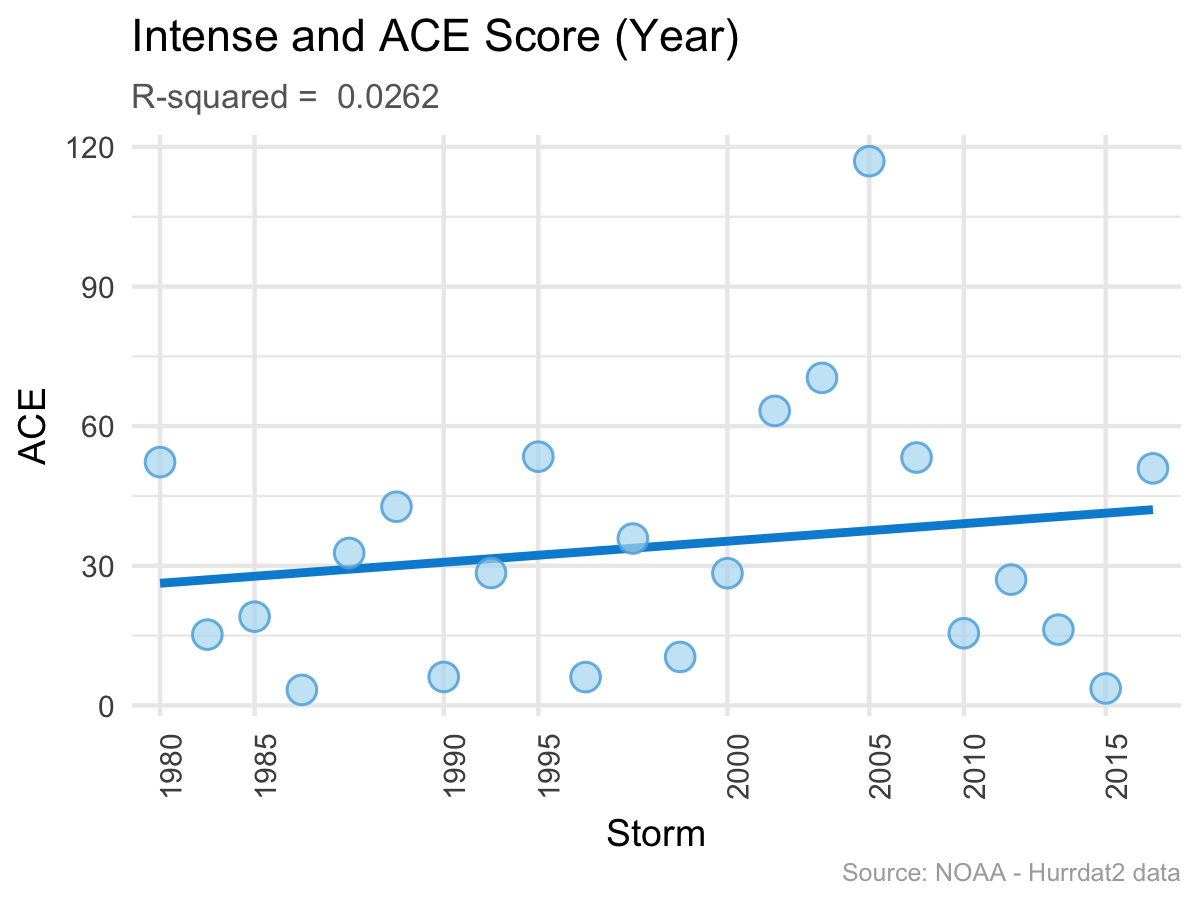 Intense and ACE Score (Year)
R-squared =  0.0262
120
90
60
30
0
ACE
1980
1985
1990
1995
2000
2005
2010
2015
Storm
Source: NOAA - Hurrdat2 data